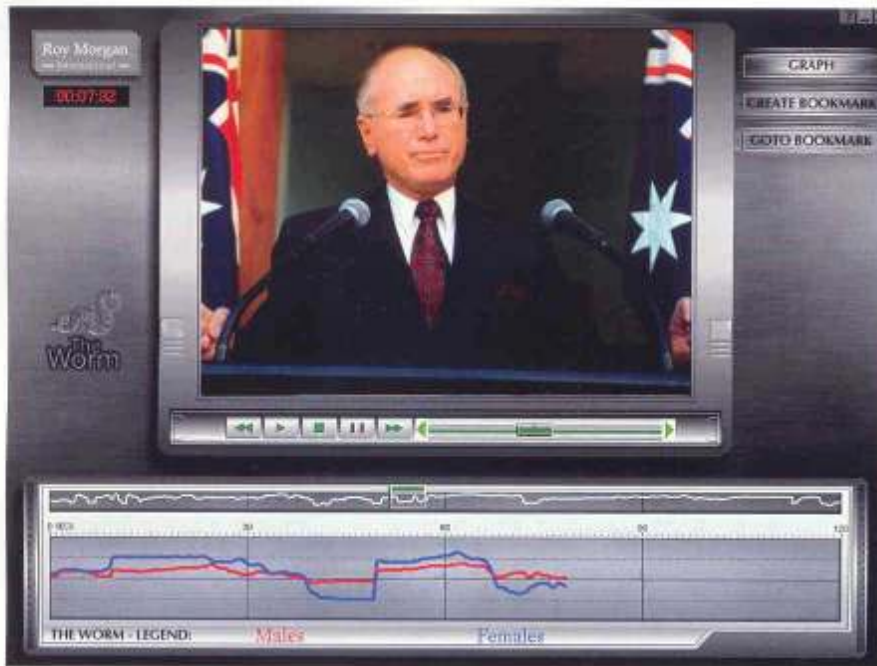 Roy Morgan
International
00:07:32
GRAPH
CREATE BOOKMARK
GOTO BOOKMARK
The
Worm
30
60
90
120
THE WORM - LEGEND:
Males
Females